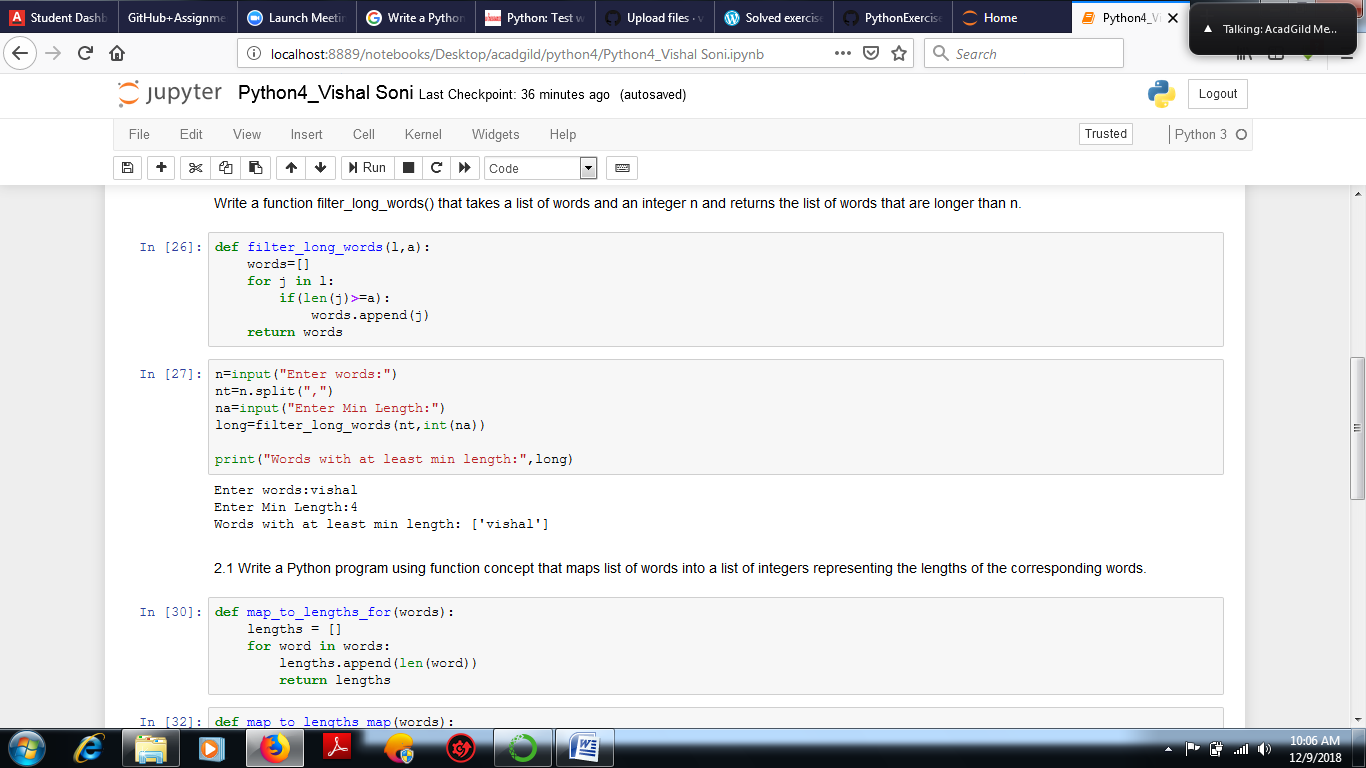 Student Dashb
GitHub+Assignme
Launch Meetin
Write a Python
Python: Test w
Upload files · v
Solved exercise
PythonExercise
Home
Python4_Vi
Talking: AcadGild Me...
localhost:8889/notebooks/Desktop/acadgild/python4/Python4_Vishal Soni.ipynb
Search
jupyter Python4_Vishal Soni Last Checkpoint: 36 minutes ago (autosaved)
Logout
File Edit View Insert Cell Kernel Widgets Help
Trusted
Python 3
Run
Code
Write a function filter_long_words() that takes a list of words and an integer n and returns the list of words that are longer than n.
In [26]: def filter_long_words(l,a):
    words=[]
    for j in l:
        if(len(j)>=a):
            words.append(j)
    return words
In [27]: n=input("Enter words:")
nt=n.split(",")
na=input("Enter Min Length:")
long=filter_long_words(nt,int(na))
print("Words with at least min length:",long)
Enter words:vishal
Enter Min Length:4
Words with at least min length: ['vishal']
2.1 Write a Python program using function concept that maps list of words into a list of integers representing the lengths of the corresponding words.
In [30]: def map_to_lengths_for(words):
    lengths = []
    for word in words:
        lengths.append(len(word))
        return lengths
In [32]: def map_to_lengths_map(words):
10:06 AM
12/9/2018